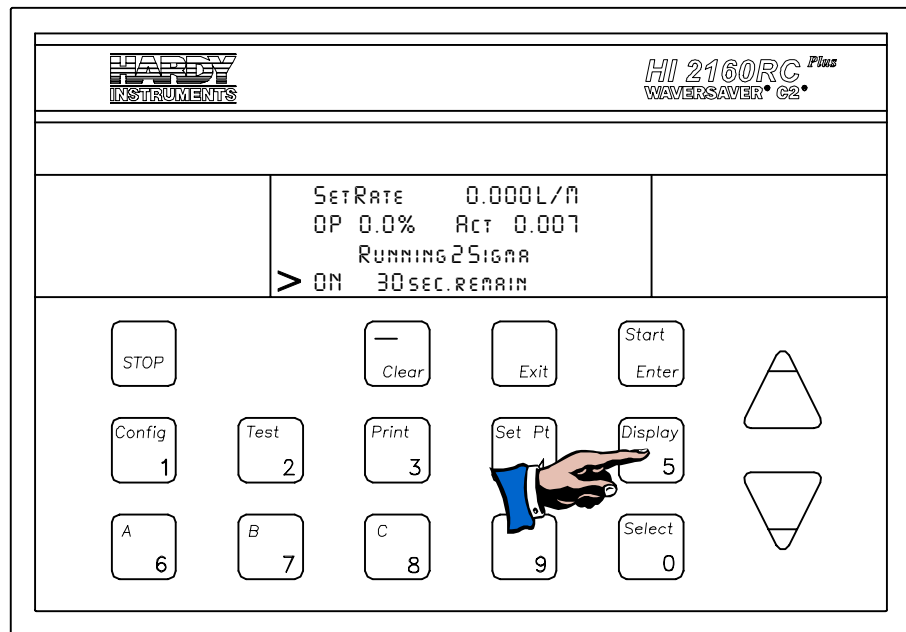 HARDY
INSTRUMENTS
HI 2160RC Plus
WAVERSAVER® C2®
SETRATE 0.000L/M
OP 0.0% ACT 0.007
RUNNING2SIGMA
> ON 30SEC.REMAIN
STOP
— Clear
Exit
Start Enter
Config 1
Test 2
Print 3
Set Pt
Display 5
A 6
B 7
C 8
9
Select 0